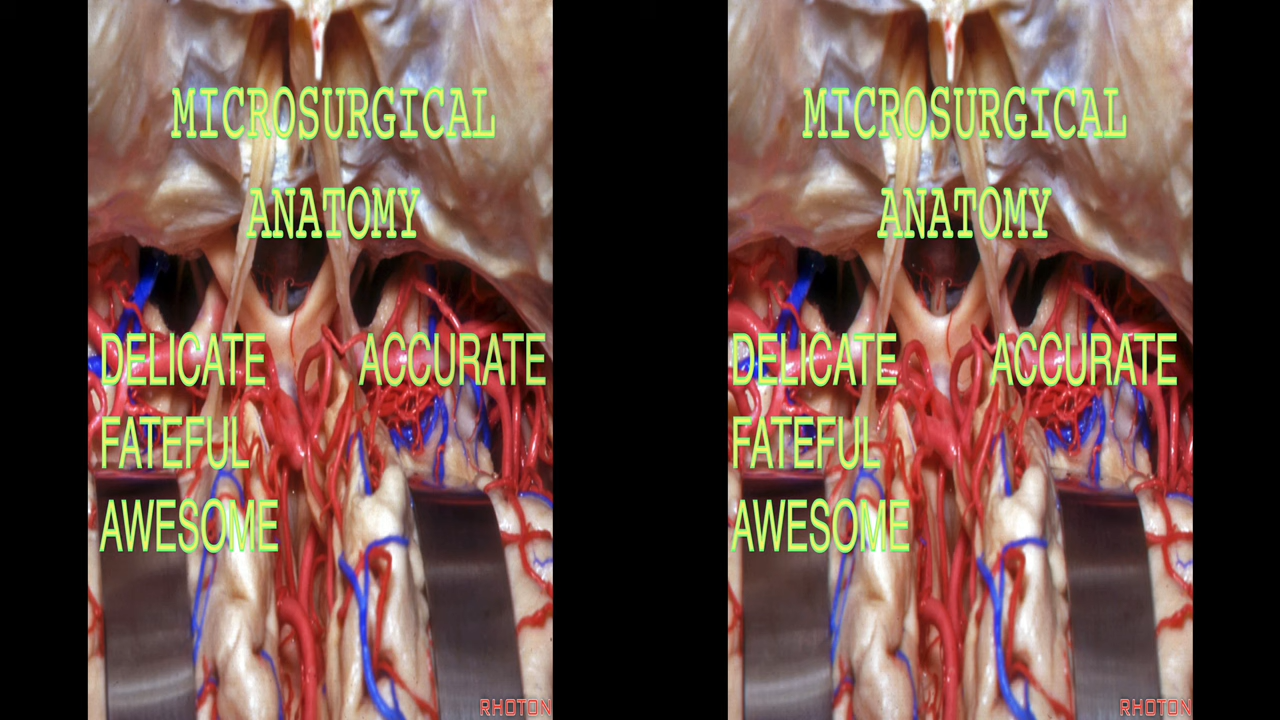 MICROSURGICAL
ANATOMY
DELICATE ACCURATE
FATEFUL
AWESOME
RHOTON
MICROSURGICAL
ANATOMY
DELICATE ACCURATE
FATEFUL
AWESOME
RHOTON